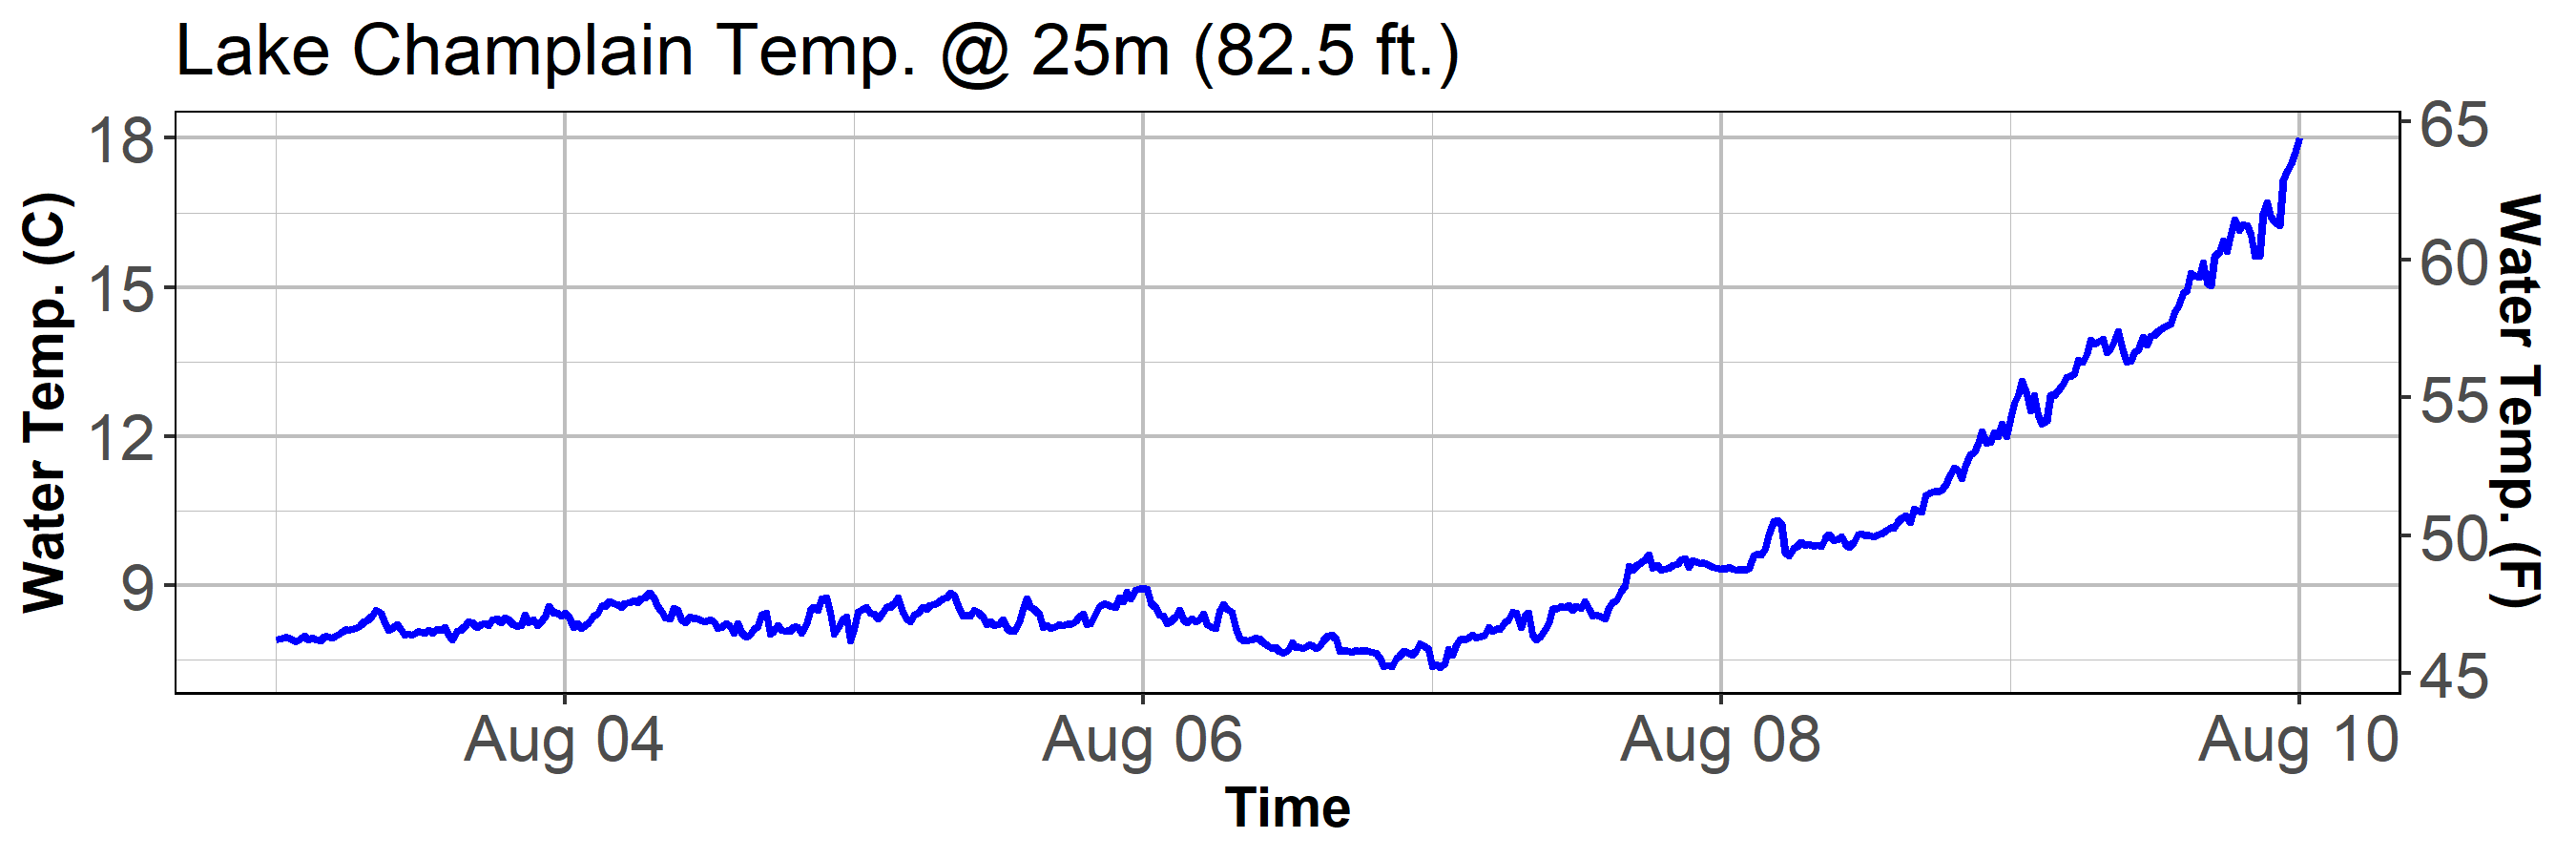 Lake Champlain Temp. @ 25m (82.5 ft.)
Water Temp. (C)
18
15
12
9
65
60
55
50
45
Water Temp. (F)
Aug 04
Aug 06
Aug 08
Aug 10
Time